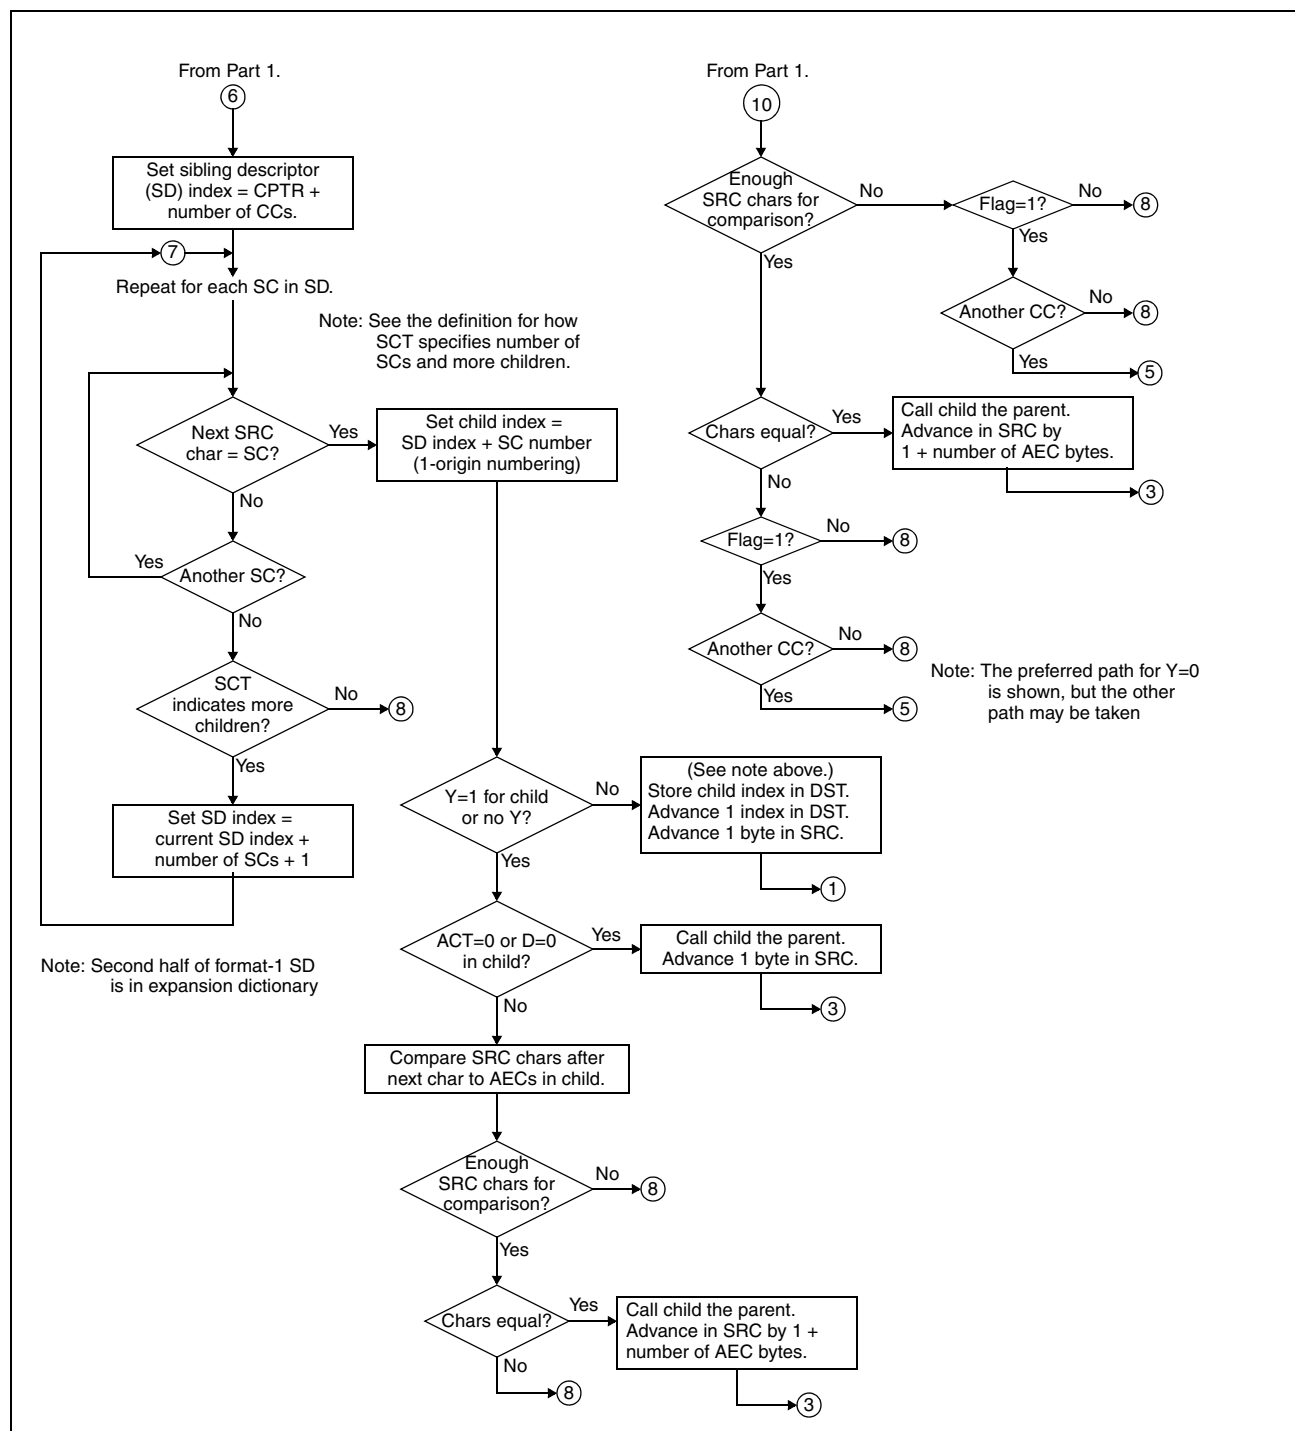 From Part 1.
6
Set sibling descriptor
(SD) index = CPTR +
number of CCs.
7
Repeat for each SC in SD.
Note: See the definition for how
SCT specifies number of
SCs and more children.
Next SRC
char = SC?
Yes
Set child index =
SD index + SC number
(1-origin numbering)
No
Another SC?
Yes
No
SCT
indicates more
children?
No
8
Yes
Set SD index =
current SD index +
number of SCs + 1
Note: Second half of format-1 SD
is in expansion dictionary
Y=1 for child
or no Y?
No
(See note above.)
Store child index in DST.
Advance 1 index in DST.
Advance 1 byte in SRC.
1
Yes
ACT=0 or D=0
in child?
Yes
Call child the parent.
Advance 1 byte in SRC.
3
No
Compare SRC chars after
next char to AECs in child.
Enough
SRC chars for
comparison?
No
8
Yes
Chars equal?
Yes
Call child the parent.
Advance in SRC by 1 +
number of AEC bytes.
3
No
8
From Part 1.
10
Enough
SRC chars for
comparison?
No
Flag=1?
No
8
Yes
Another CC?
No
8
Yes
5
Yes
Chars equal?
Yes
Call child the parent.
Advance in SRC by
1 + number of AEC bytes.
3
No
Flag=1?
No
8
Yes
Another CC?
No
8
Yes
5
Note: The preferred path for Y=0
is shown, but the other
path may be taken